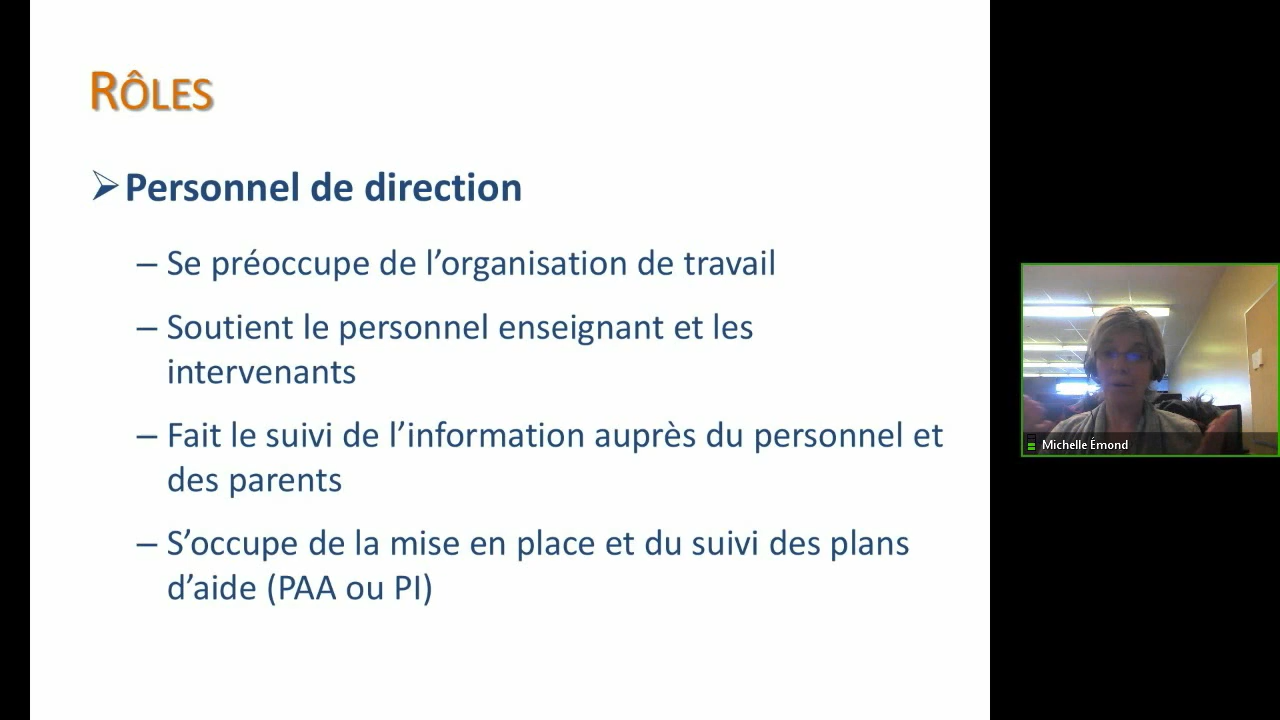 RÔLES
➢ Personnel de direction
– Se préoccupe de l’organisation de travail
– Soutient le personnel enseignant et les
intervenants
– Fait le suivi de l’information auprès du personnel et
des parents
– S’occupe de la mise en place et du suivi des plans
d’aide (PAA ou PI)
Michelle Émond